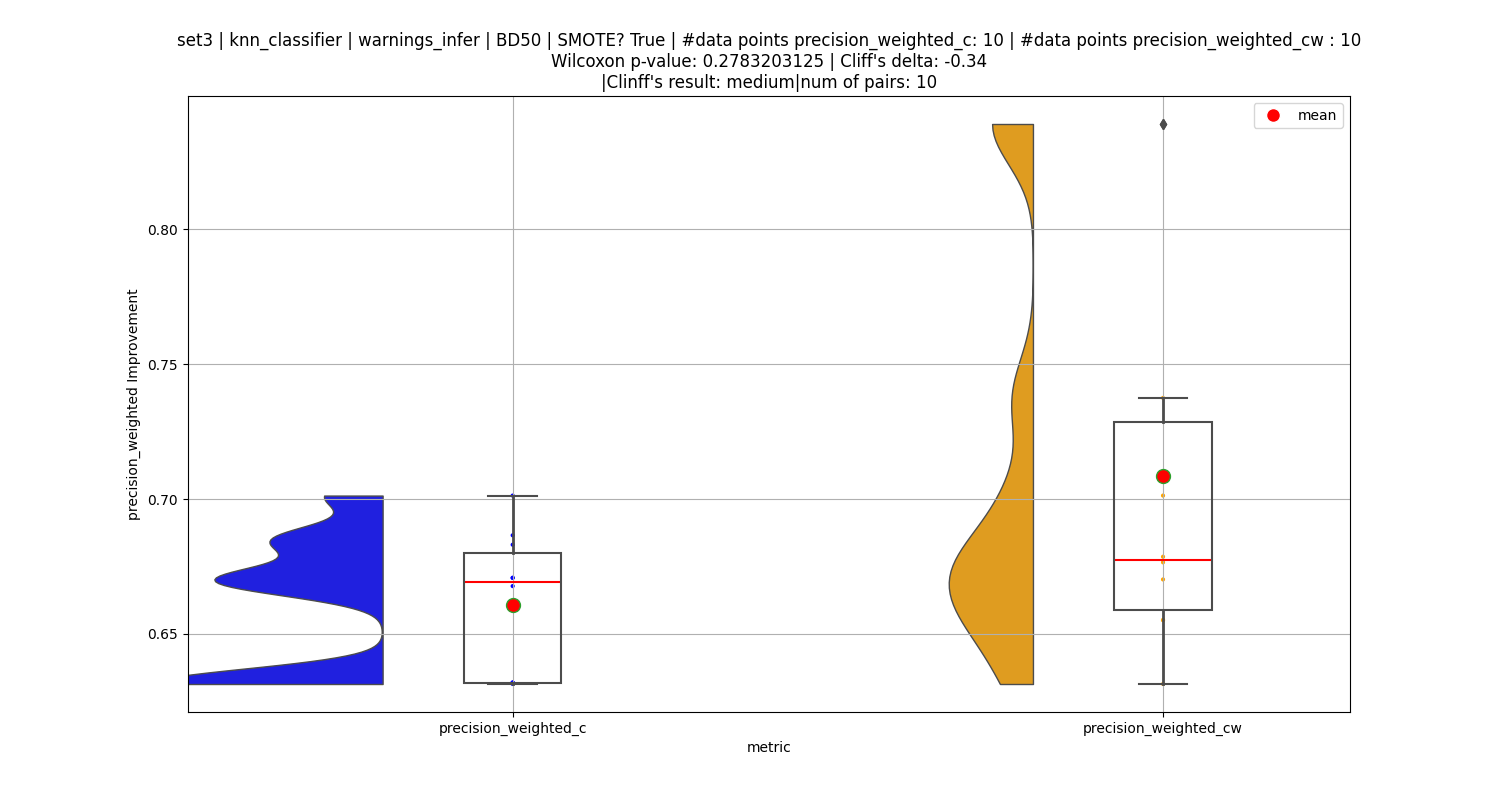 set3 | knn_classifier | warnings_infer | BD50 | SMOTE? True | #data points precision_weighted_c: 10 | #data points precision_weighted_cw : 10
Wilcoxon p-value: 0.2783203125 | Cliff's delta: -0.34
|Clinff's result: medium|num of pairs: 10
mean
0.80
0.75
0.70
0.65
precision_weighted Improvement
precision_weighted_c
precision_weighted_cw
metric